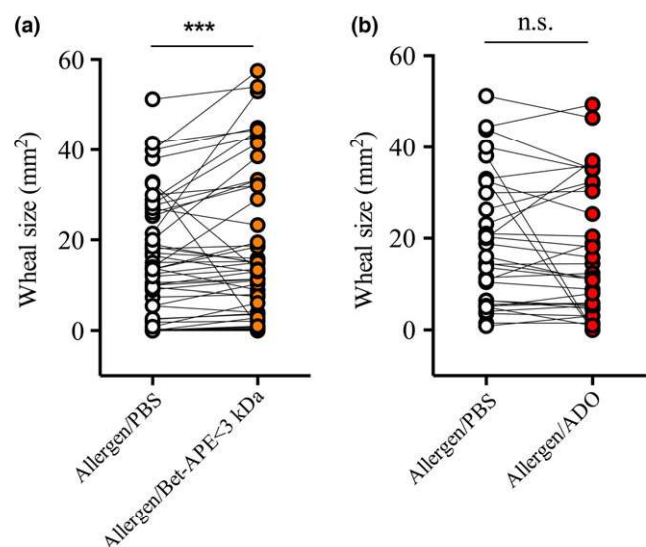 (a)
***
Wheal size (mm²)
60
40
20
0
Allergen/PBS
Allergen/Bet-APE<3 kDa
(b)
n.s.
Wheal size (mm²)
60
40
20
0
Allergen/PBS
Allergen/ADO